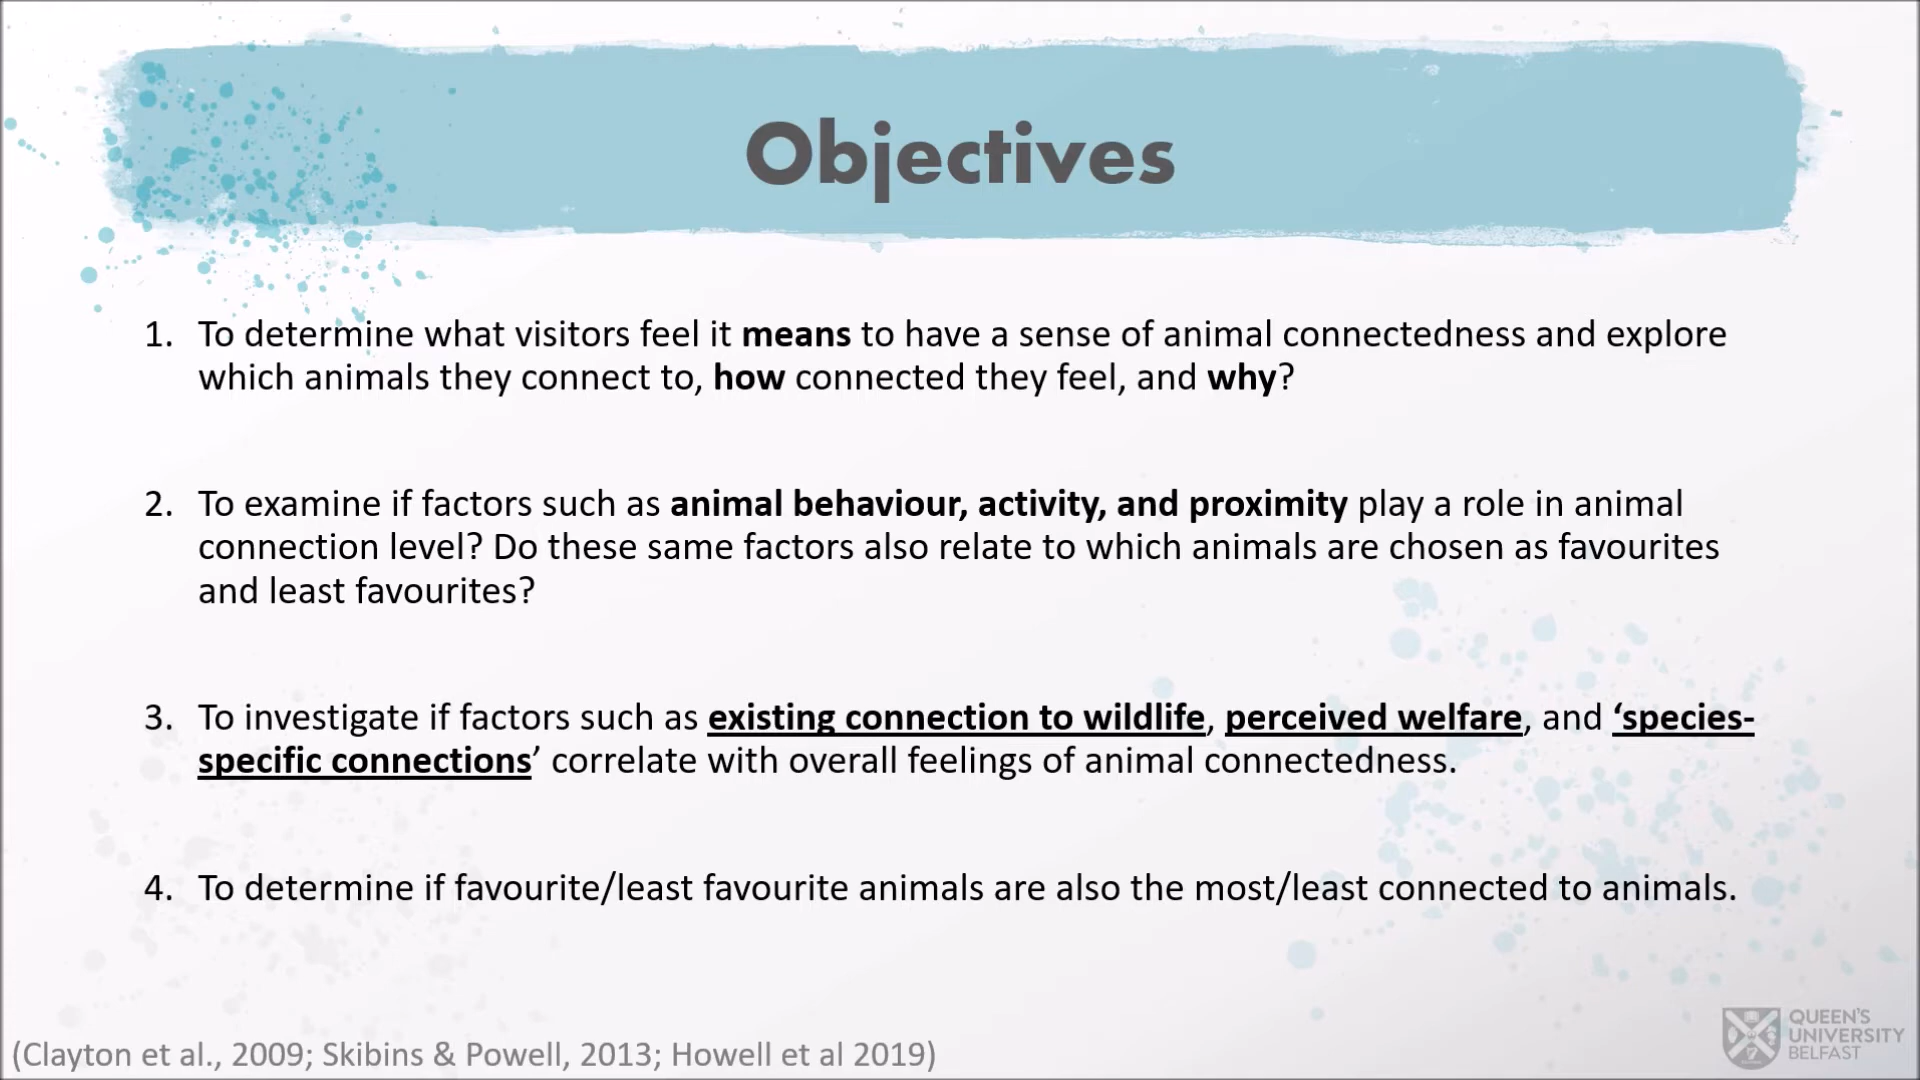 Objectives
1. To determine what visitors feel it means to have a sense of animal connectedness and explore
which animals they connect to, how connected they feel, and why?
2. To examine if factors such as animal behaviour, activity, and proximity play a role in animal
connection level? Do these same factors also relate to which animals are chosen as favourites
and least favourites?
3. To investigate if factors such as existing connection to wildlife, perceived welfare, and ‘species-
specific connections’ correlate with overall feelings of animal connectedness.
4. To determine if favourite/least favourite animals are also the most/least connected to animals.
(Clayton et al., 2009; Skibins & Powell, 2013; Howell et al 2019)
QUEEN'S
UNIVERSITY
BELFAST